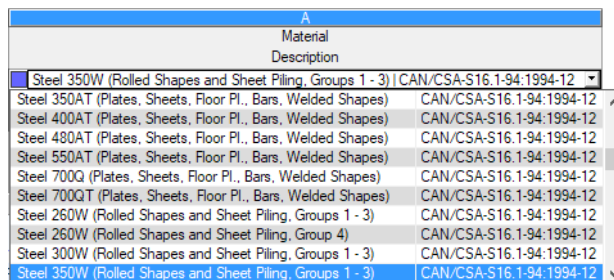 A
Material
Description
Steel 350W (Rolled Shapes and Sheet Piling, Groups 1 - 3) | CAN/CSA-S16.1-94:1994-12
Steel 350AT (Plates, Sheets, Floor Pl., Bars, Welded Shapes) CAN/CSA-S16.1-94:1994-12
Steel 400AT (Plates, Sheets, Floor Pl., Bars, Welded Shapes) CAN/CSA-S16.1-94:1994-12
Steel 480AT (Plates, Sheets, Floor Pl., Bars, Welded Shapes) CAN/CSA-S16.1-94:1994-12
Steel 550AT (Plates, Sheets, Floor Pl., Bars, Welded Shapes) CAN/CSA-S16.1-94:1994-12
Steel 700Q (Plates, Sheets, Floor Pl., Bars, Welded Shapes) CAN/CSA-S16.1-94:1994-12
Steel 700QT (Plates, Sheets, Floor Pl., Bars, Welded Shapes) CAN/CSA-S16.1-94:1994-12
Steel 260W (Rolled Shapes and Sheet Piling, Groups 1 - 3) CAN/CSA-S16.1-94:1994-12
Steel 260W (Rolled Shapes and Sheet Piling, Group 4) CAN/CSA-S16.1-94:1994-12
Steel 300W (Rolled Shapes and Sheet Piling, Groups 1 - 3) CAN/CSA-S16.1-94:1994-12
Steel 350W (Rolled Shapes and Sheet Piling, Groups 1 - 3) CAN/CSA-S16.1-94:1994-12